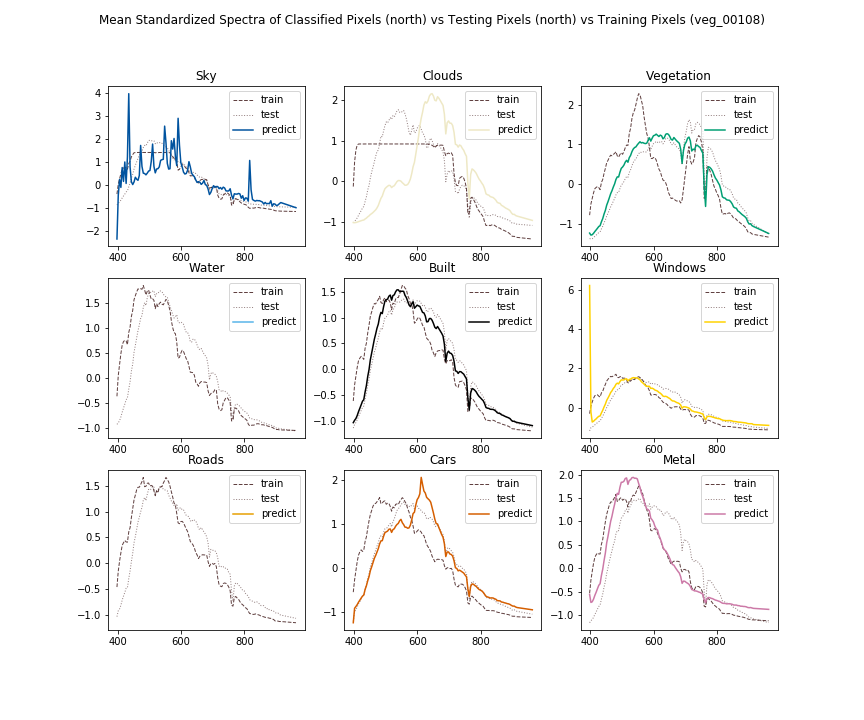 Mean Standardized Spectra of Classified Pixels (north) vs Testing Pixels (north) vs Training Pixels (veg_00108)
Sky
4
3
2
1
0
−1
−2
400
600
800
train
test
predict
Clouds
2
1
0
−1
400
600
800
train
test
predict
Vegetation
2
1
0
−1
400
600
800
train
test
predict
Water
1.5
1.0
0.5
0.0
−0.5
−1.0
400
600
800
train
test
predict
Built
1.5
1.0
0.5
0.0
−0.5
−1.0
400
600
800
train
test
predict
Windows
6
4
2
0
400
600
800
train
test
predict
Roads
1.5
1.0
0.5
0.0
−0.5
−1.0
400
600
800
train
test
predict
Cars
2
1
0
−1
400
600
800
train
test
predict
Metal
2.0
1.5
1.0
0.5
0.0
−0.5
−1.0
400
600
800
train
test
predict